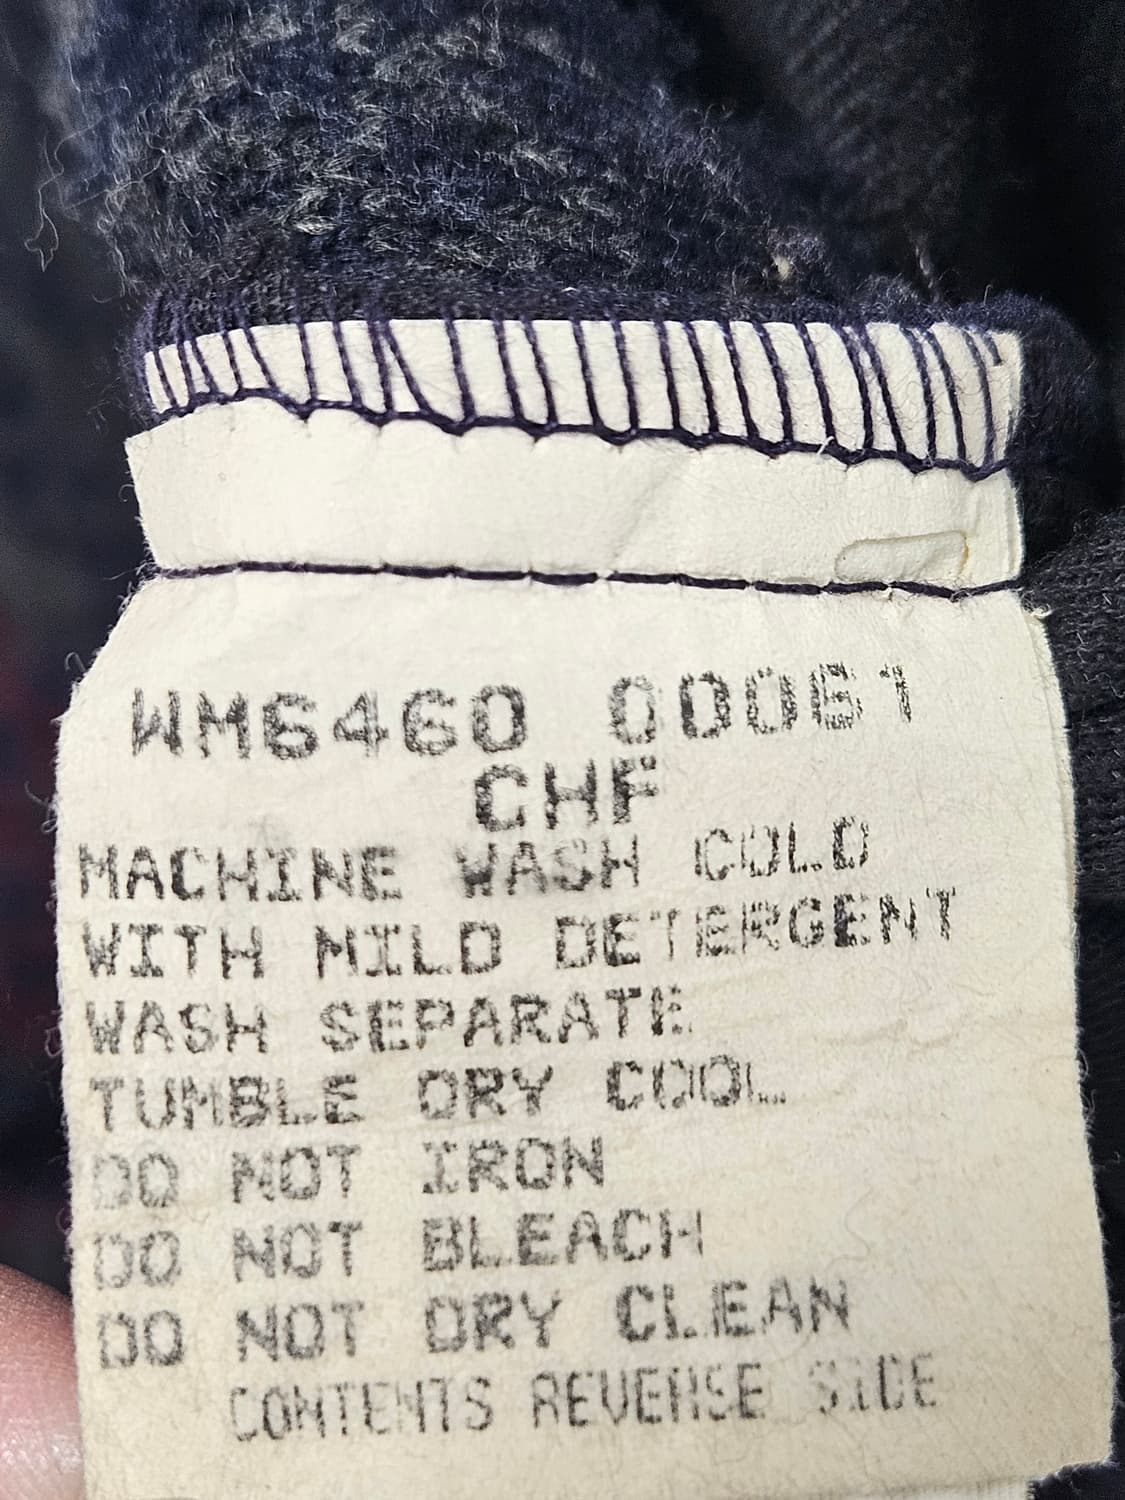 WM6460 00061
CHF
MACHINE WASH COLD
WITH MILD DETERGENT
WASH SEPARATE
TUMBLE DRY COOL
DO NOT IRON
DO NOT BLEACH
DO NOT DRY CLEAN
CONTENTS REVERSE SIDE